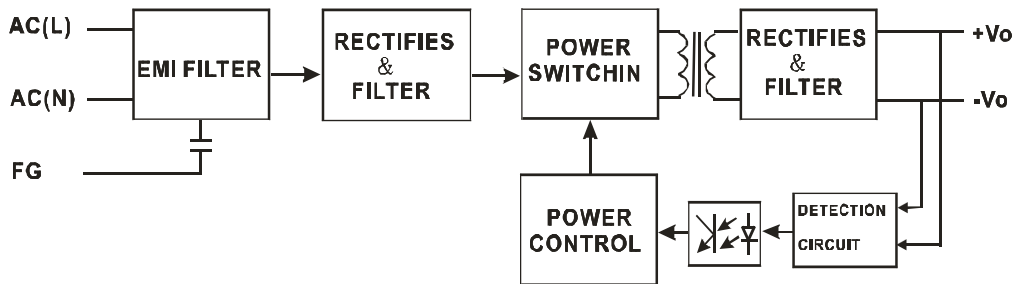 AC(L)
AC(N)
FG
EMI FILTER
RECTIFIES
&
FILTER
POWER
SWITCHIN
RECTIFIES
&
FILTER
+Vo
-Vo
POWER
CONTROL
DETECTION
CIRCUIT